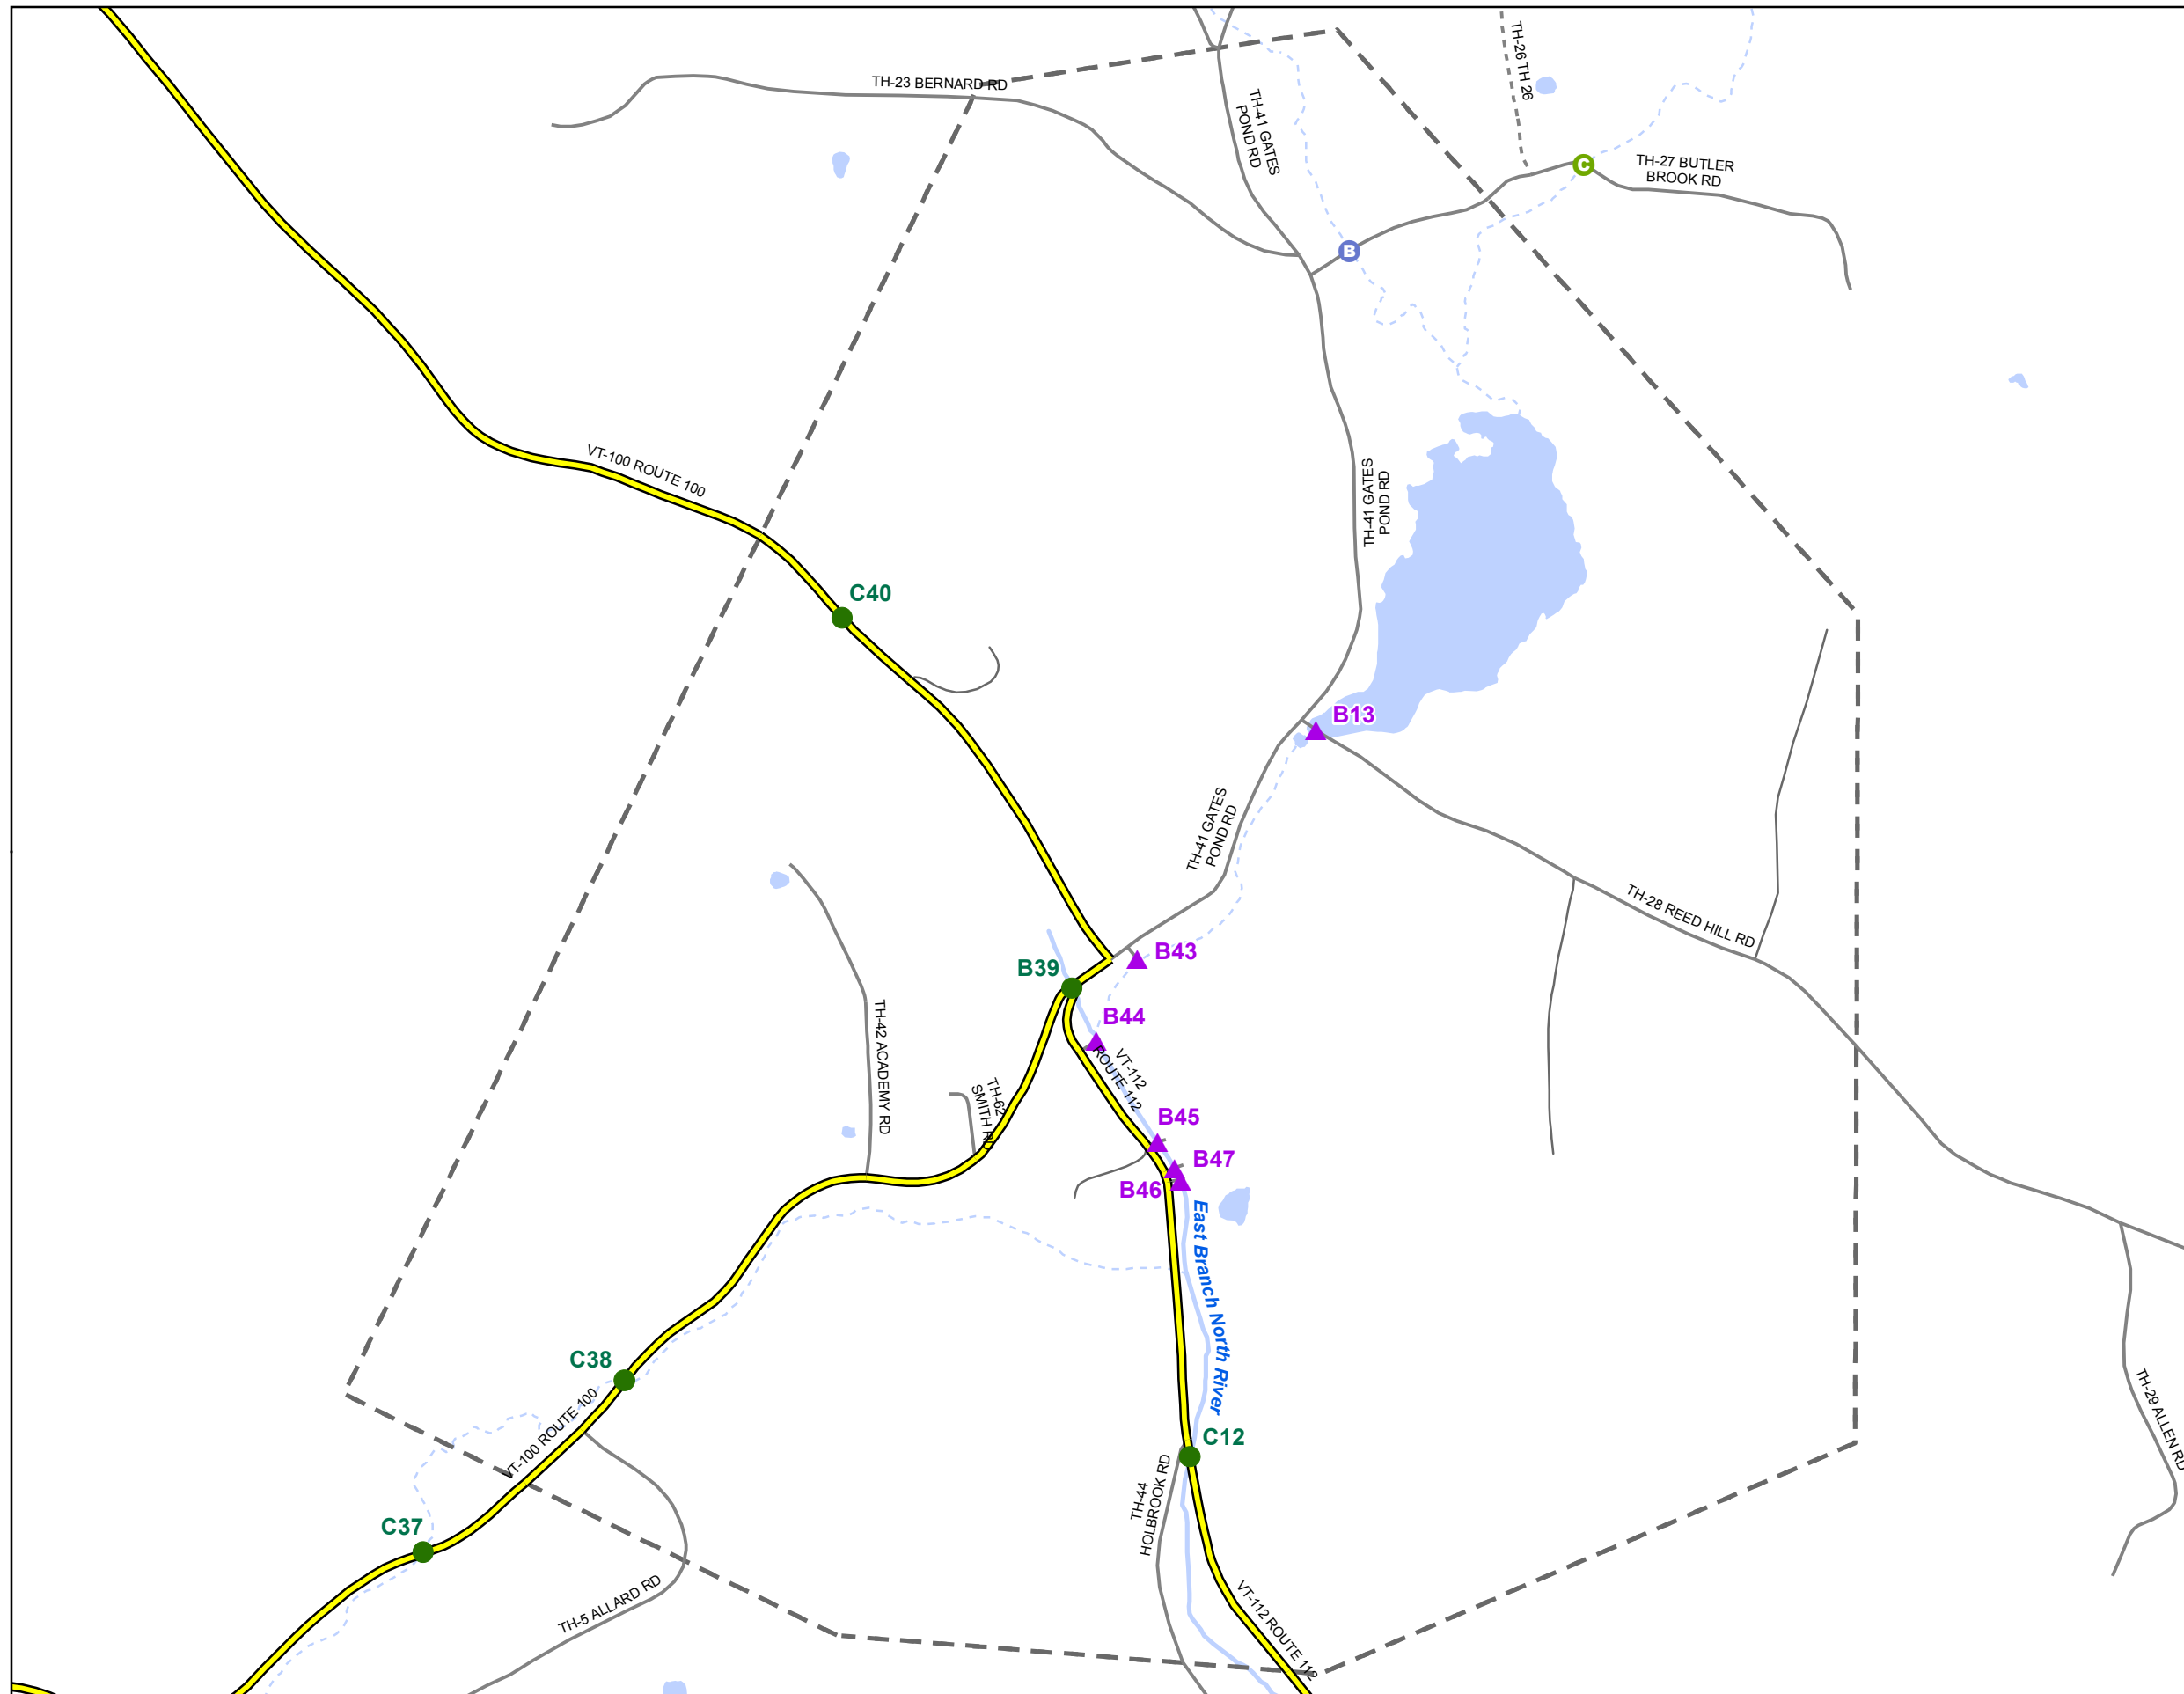 TH-26 TH 26
TH-23 BERNARD RD
TH-41 GATES
POND RD
C
TH-27 BUTLER
BROOK RD
B
VT-100 ROUTE 100
TH-41 GATES
POND RD
C40
B13
TH-41 GATES
POND RD
TH-28 REED HILL RD
B43
B39
B44
TH-42 ACADEMY RD
VT-112
ROUTE 112
TH-62
SMITH RD
B45
B47
B46
East Branch North River
C38
VT-100 ROUTE 100
TH-29 ALLEN RD
C12
TH-44
HOLBROOK RD
C37
TH-5 ALLARD RD
VT-112 ROUTE 112